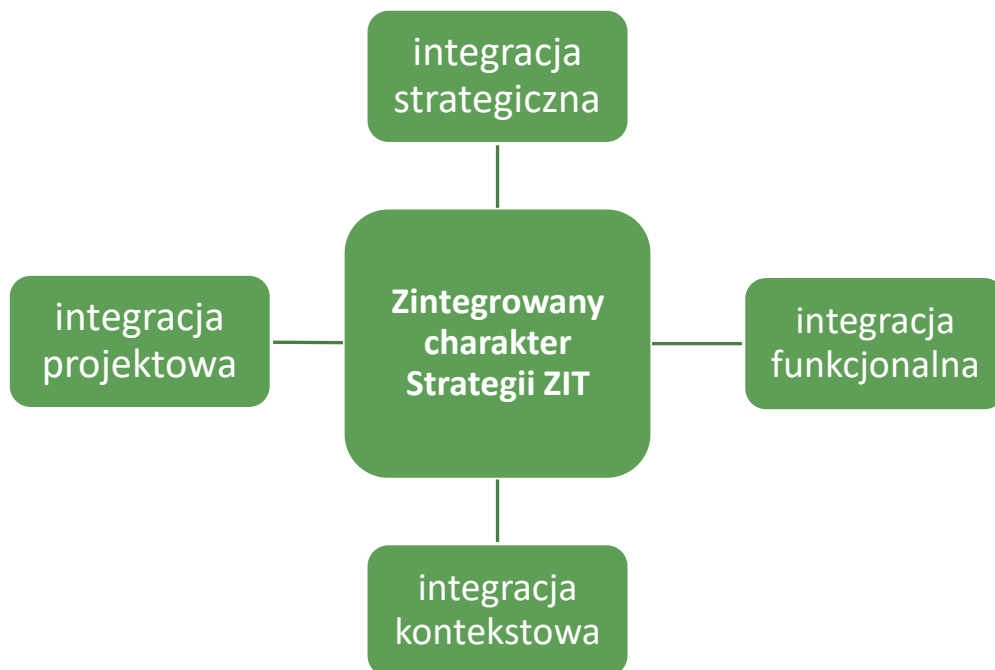 integracja
strategiczna
integracja
projektowa
Zintegrowany
charakter
Strategii ZIT
integracja
funkcjonalna
integracja
kontekstowa